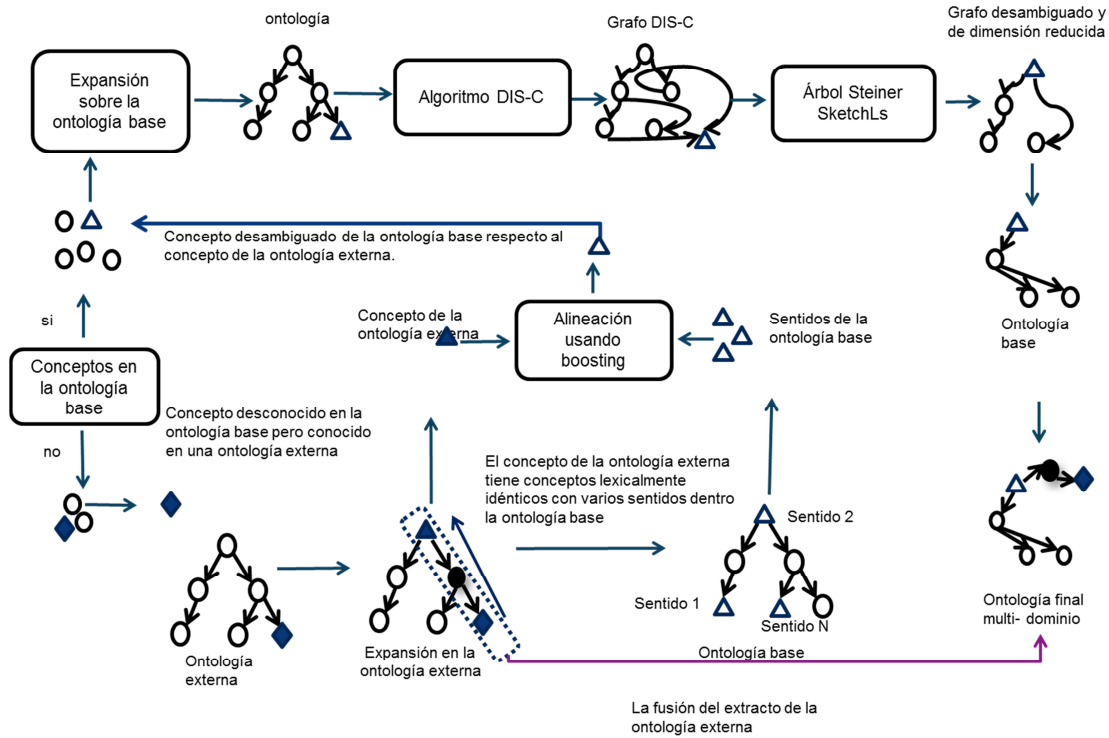 ontología
Grafo DIS-C
Grafo desambiguado y
de dimensión reducida
Expansión
sobre la
ontología base
Algoritmo DIS-C
Árbol Steiner
SketchLs
Concepto desambiguado de la ontología base respecto al
concepto de la ontología externa.
si
Concepto de la
ontología externa
Alineación
usando
boosting
Sentidos de la
ontología base
Ontología
base
Conceptos en
la ontología
base
no
Concepto desconocido en la
ontología base pero conocido
en una ontología externa
El concepto de la ontología externa
tiene conceptos lexicalmente
idénticos con varios sentidos dentro
la ontología base
Sentido 2
Sentido 1
Sentido N
Ontología
externa
Expansión en la
ontología externa
Ontología base
Ontología final
multi- dominio
La fusión del extracto de la
ontología externa